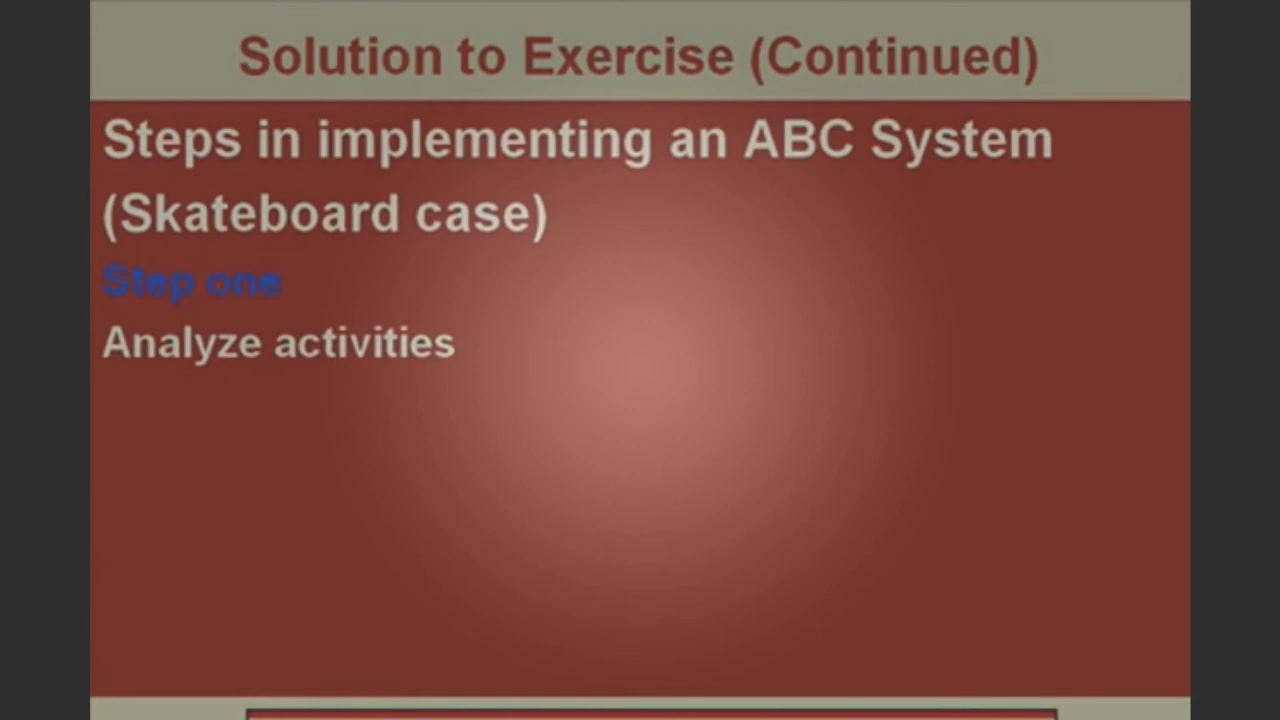 Solution to Exercise (Continued)
Steps in implementing an ABC System
(Skateboard case)
Step one
Analyze activities